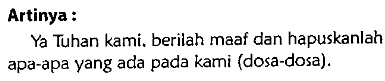 Artinya :
Ya Tuhan kami, berilah maaf dan hapuskanlah
apa-apa yang ada pada kami (dosa-dosa).